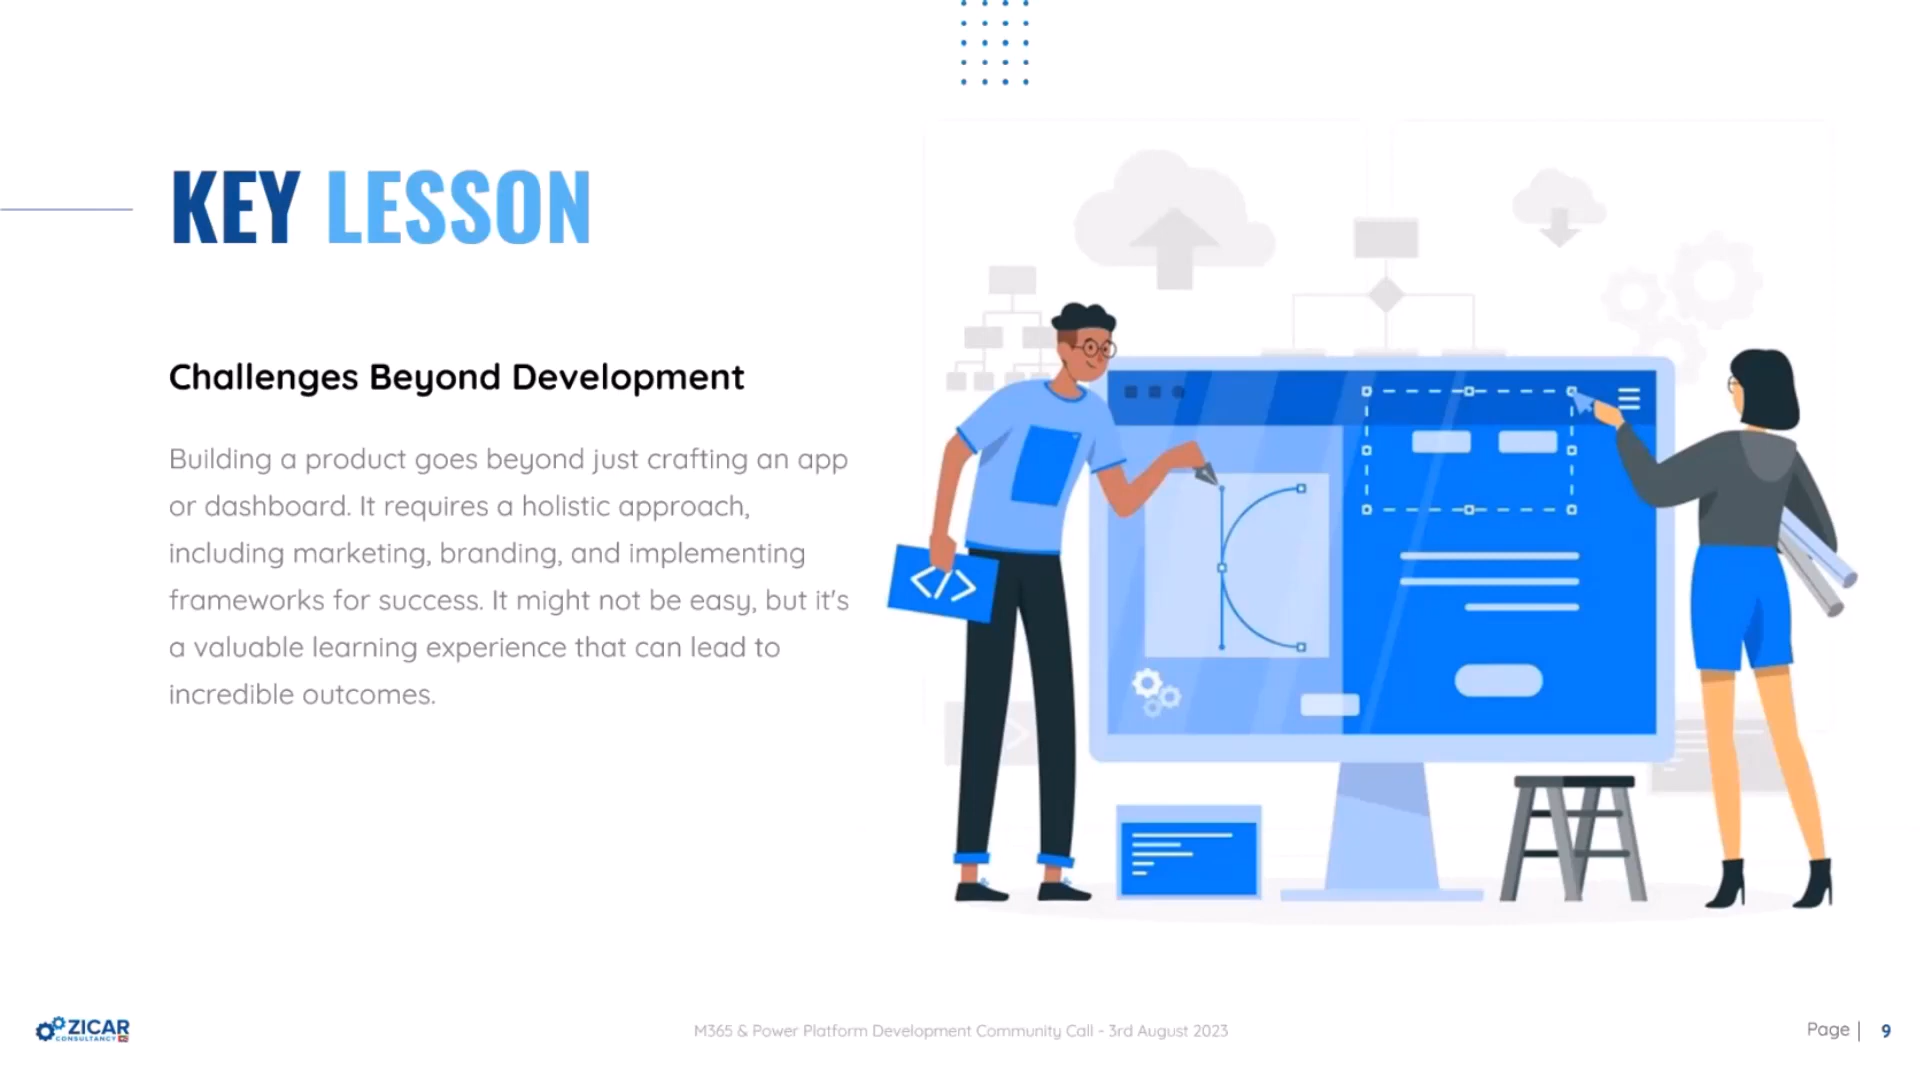 KEY LESSON
Challenges Beyond Development
Building a product goes beyond just crafting an app
or dashboard. It requires a holistic approach,
including marketing, branding, and implementing
frameworks for success. It might not be easy, but it's
a valuable learning experience that can lead to
incredible outcomes.
</>
ZICAR
CONSULTANCY
M365 & Power Platform Development Community Call - 3rd August 2023
Page | 9